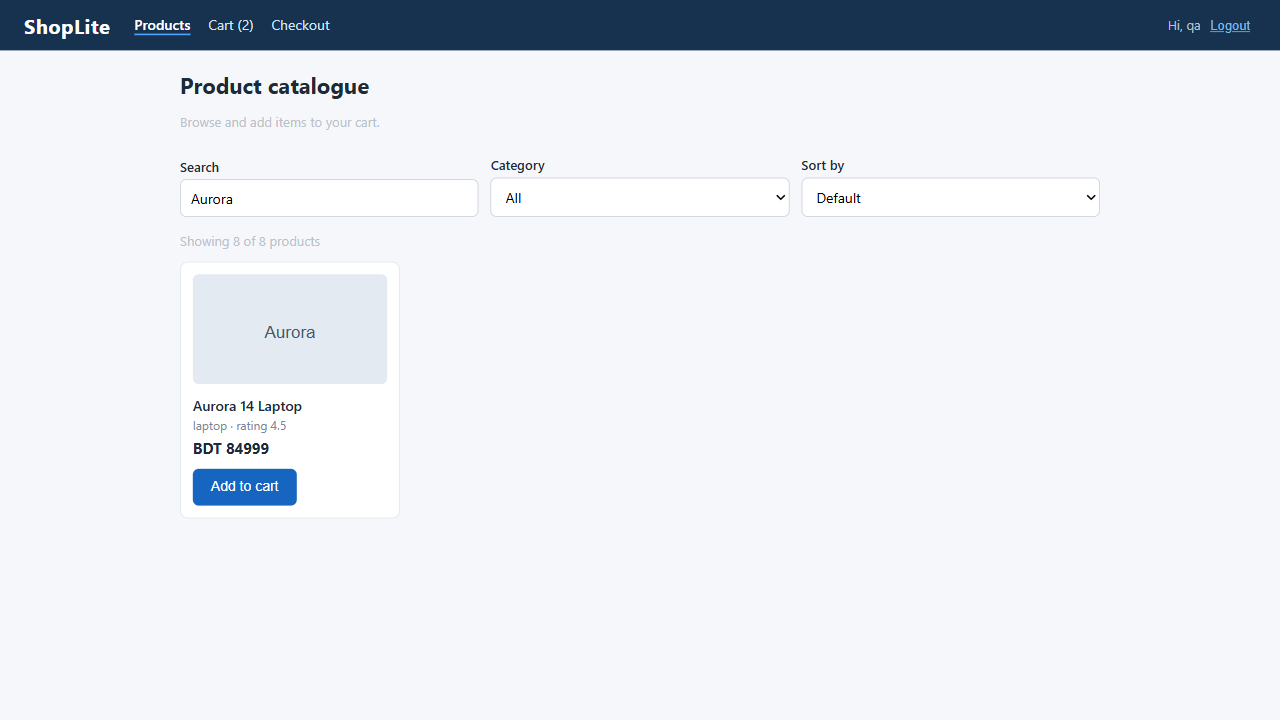 ShopLite Products Cart (2) Checkout Hi, qa Logout
Product catalogue
Browse and add items to your cart.
Search Category Sort by
Aurora All Default
Showing 8 of 8 products
Aurora
Aurora 14 Laptop
laptop · rating 4.5
BDT 84999
Add to cart